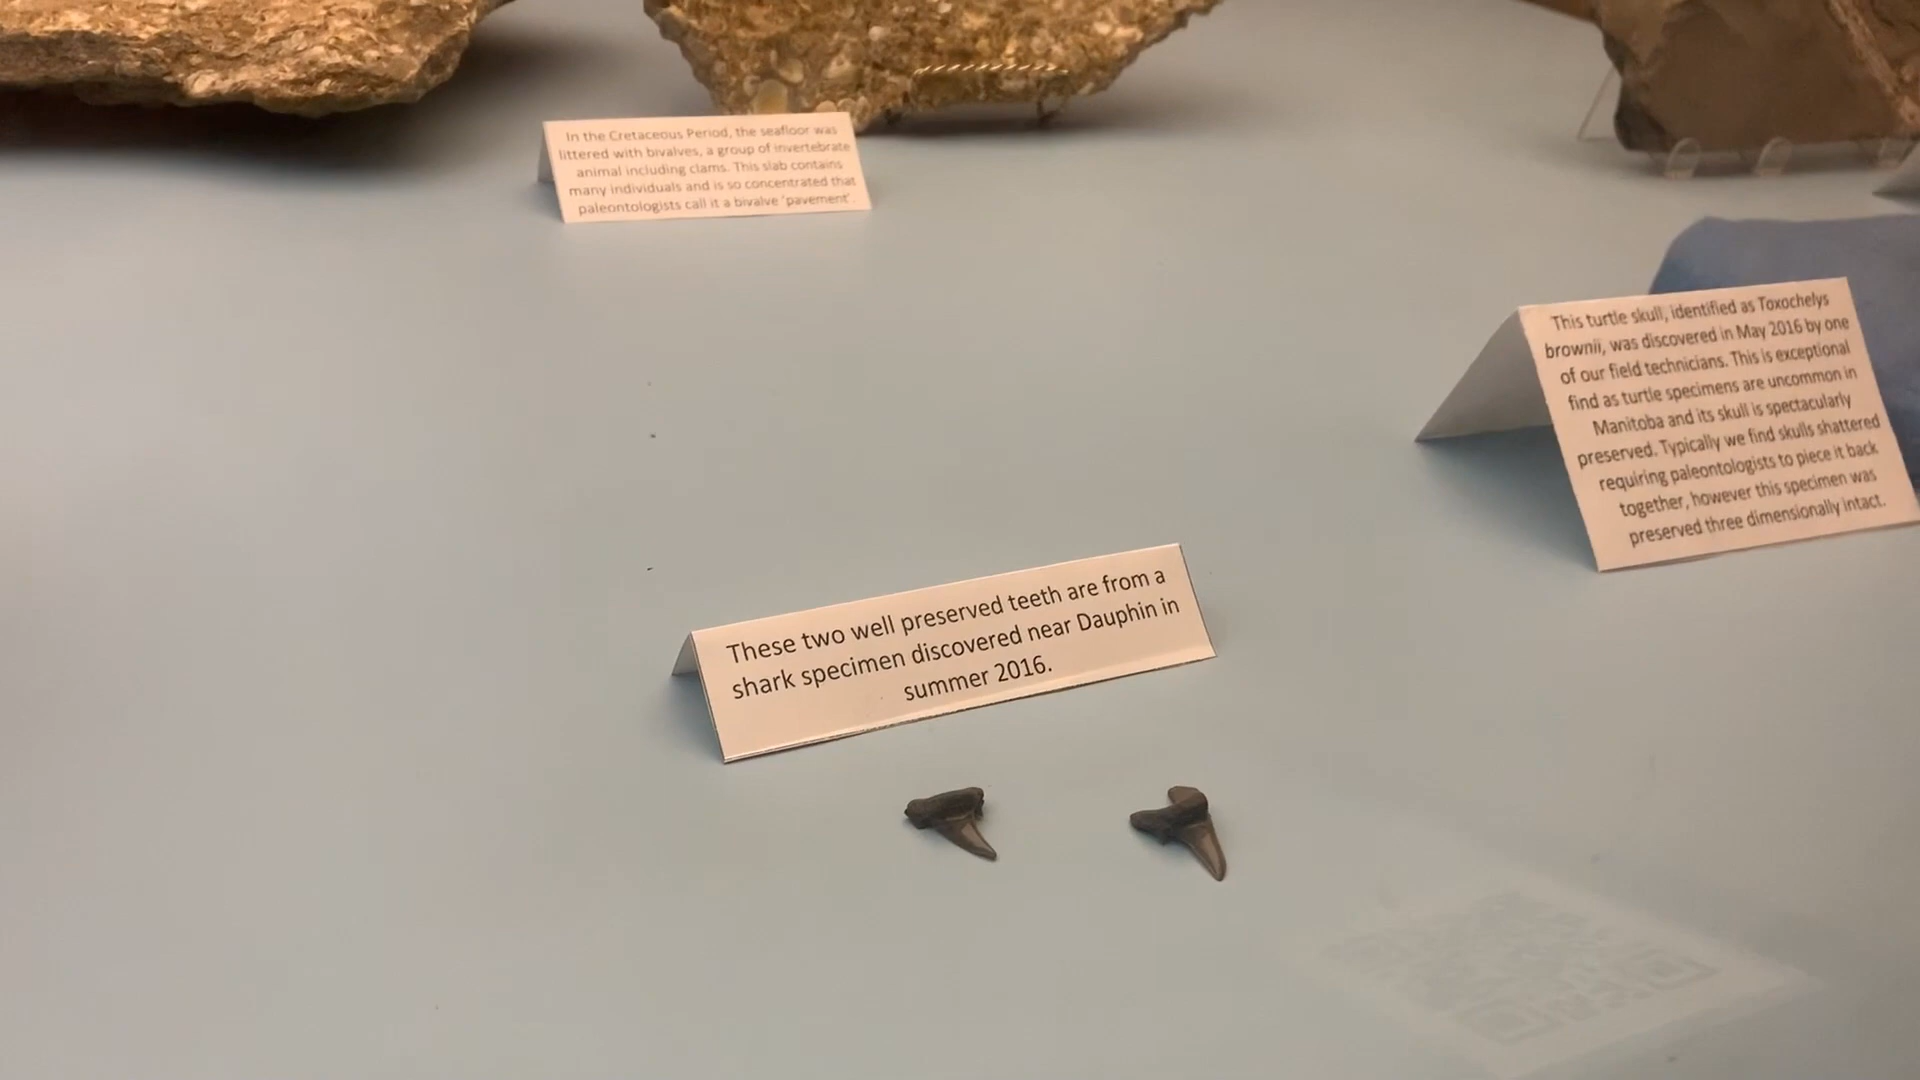 In the Cretaceous Period, the seafloor was
littered with bivalves, a group of invertebrate
animal including clams. This slab contains
many individuals and is so concentrated that
paleontologists call it a bivalve 'pavement'.
This turtle skull, identified as Toxochelys
brownii, was discovered in May 2016 by one
of our field technicians. This is exceptional
find as turtle specimens are uncommon in
Manitoba and its skull is spectacularly
preserved. Typically we find skulls shattered
requiring paleontologists to piece it back
together, however this specimen was
preserved three dimensionally intact.
These two well preserved teeth are from a
shark specimen discovered near Dauphin in
summer 2016.